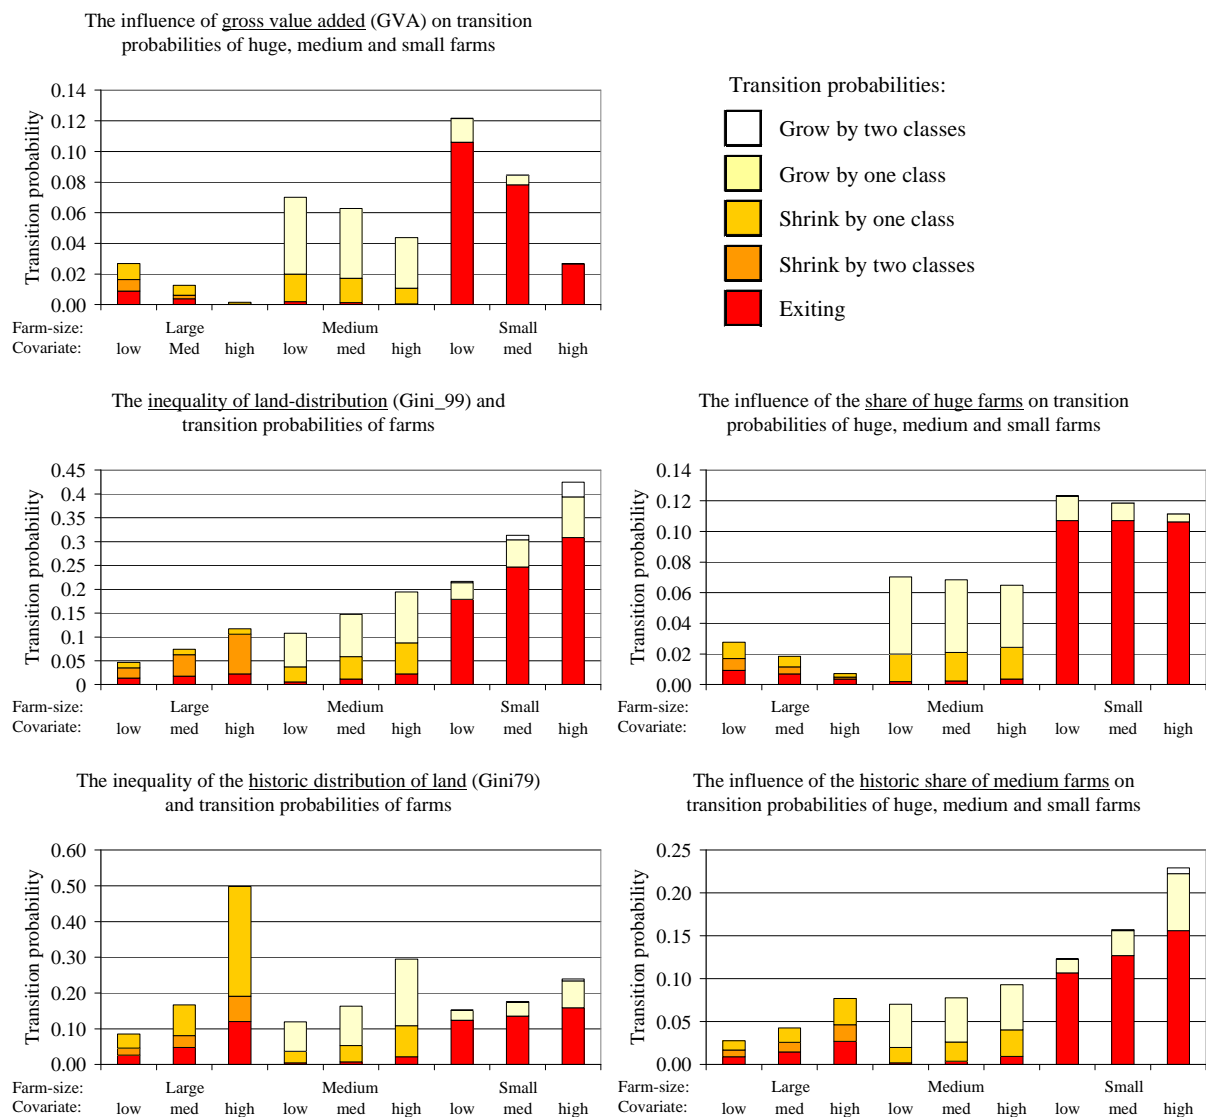 The influence of gross value added (GVA) on transition
probabilities of huge, medium and small farms
Transition probability
0.14
0.12
0.10
0.08
0.06
0.04
0.02
0.00
Farm-size: Large Medium Small
Covariate: low Med high low med high low med high
Transition probabilities:
Grow by two classes
Grow by one class
Shrink by one class
Shrink by two classes
Exiting
The inequality of land-distribution (Gini_99) and
transition probabilities of farms
Transition probability
0.45
0.4
0.35
0.3
0.25
0.2
0.15
0.1
0.05
0
Farm-size: Large Medium Small
Covariate: low med high low med high low med high
The influence of the share of huge farms on transition
probabilities of huge, medium and small farms
Transition probability
0.14
0.12
0.10
0.08
0.06
0.04
0.02
0.00
Farm-size: Large Medium Small
Covariate: low med high low med high low med high
The inequality of the historic distribution of land (Gini79)
and transition probabilities of farms
Transition probability
0.60
0.50
0.40
0.30
0.20
0.10
0.00
Farm-size: Large Medium Small
Covariate: low med high low med high low med high
The influence of the historic share of medium farms on
transition probabilities of huge, medium and small farms
Transition probability
0.25
0.20
0.15
0.10
0.05
0.00
Farm-size: Large Medium Small
Covariate: low med high low med high low med high